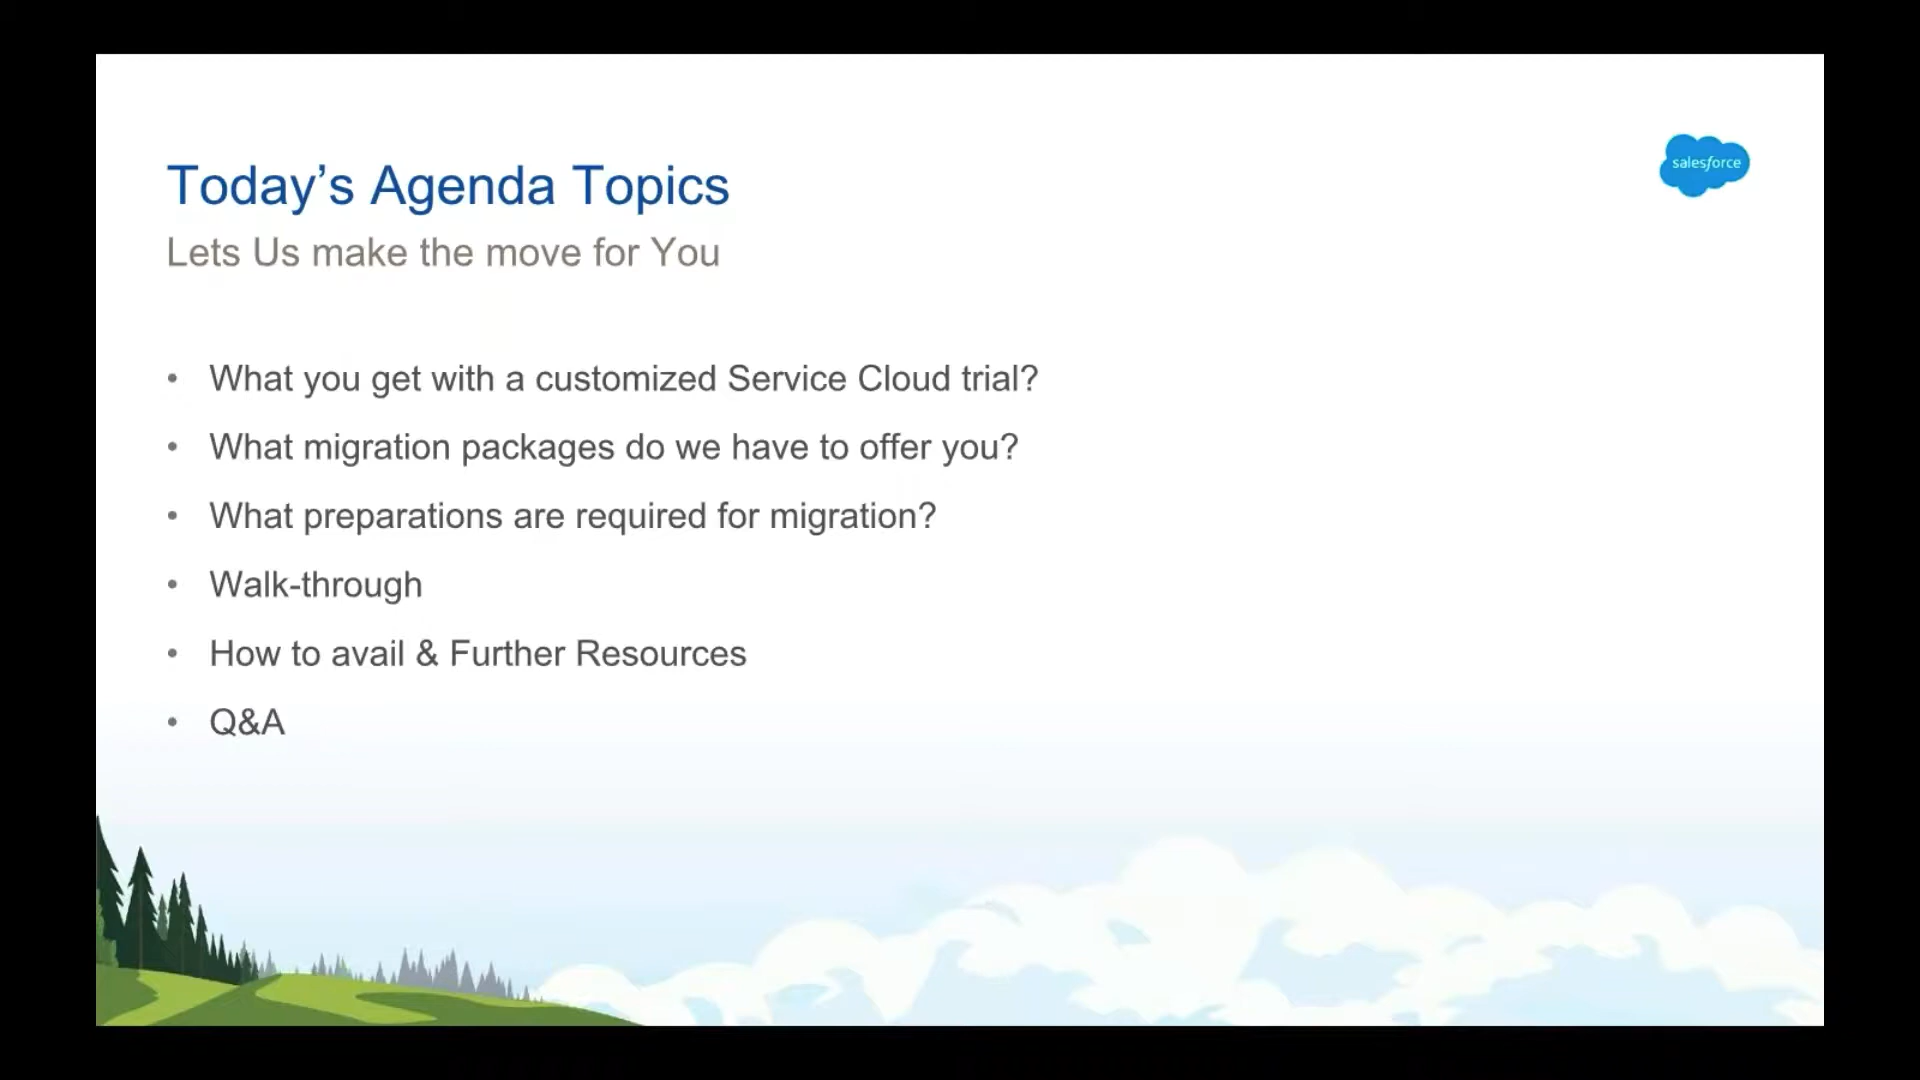 Today's Agenda Topics
salesforce
Lets Us make the move for You
• What you get with a customized Service Cloud trial?
• What migration packages do we have to offer you?
• What preparations are required for migration?
• Walk-through
• How to avail & Further Resources
• Q&A